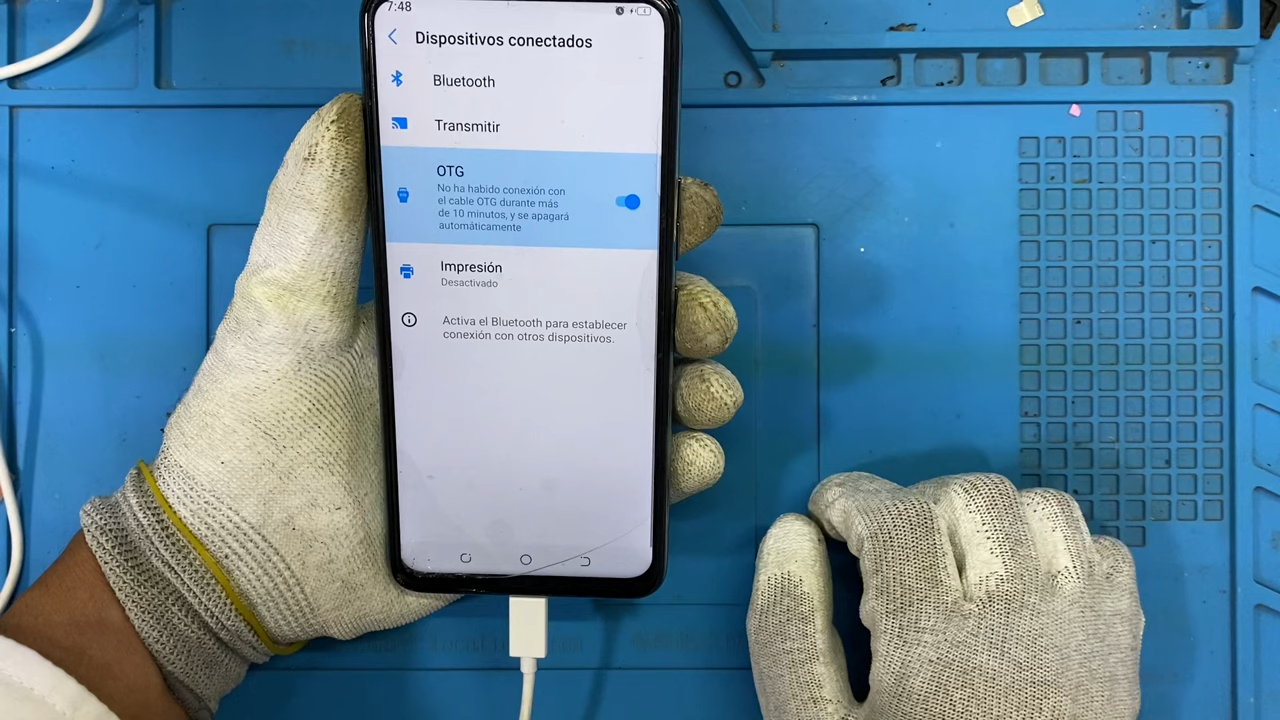 7:48
Dispositivos conectados
Bluetooth
Transmitir
OTG
No ha habido conexión con
el cable OTG durante más
de 10 minutos, y se apagará
automáticamente
Impresión
Desactivado
Activa el Bluetooth para establecer
conexión con otros dispositivos.